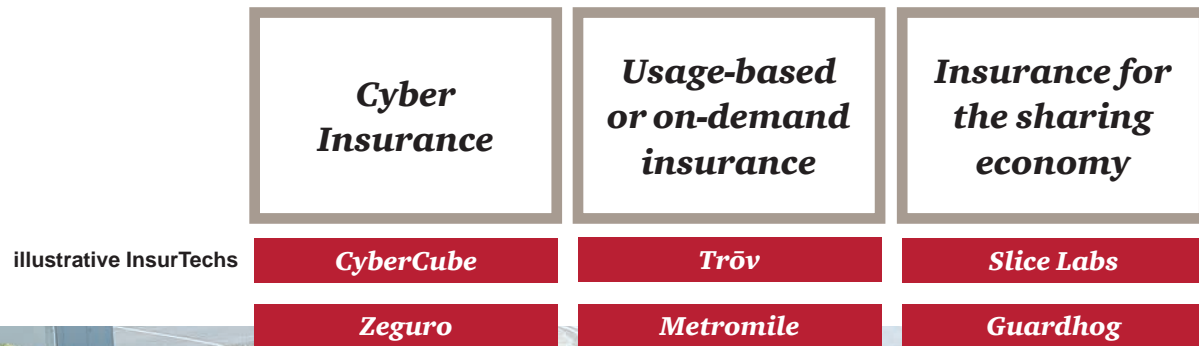 Cyber
Insurance
Usage-based
or on-demand
insurance
Insurance for
the sharing
economy
illustrative InsurTechs
CyberCube
Trōv
Slice Labs
Zeguro
Metromile
Guardhog